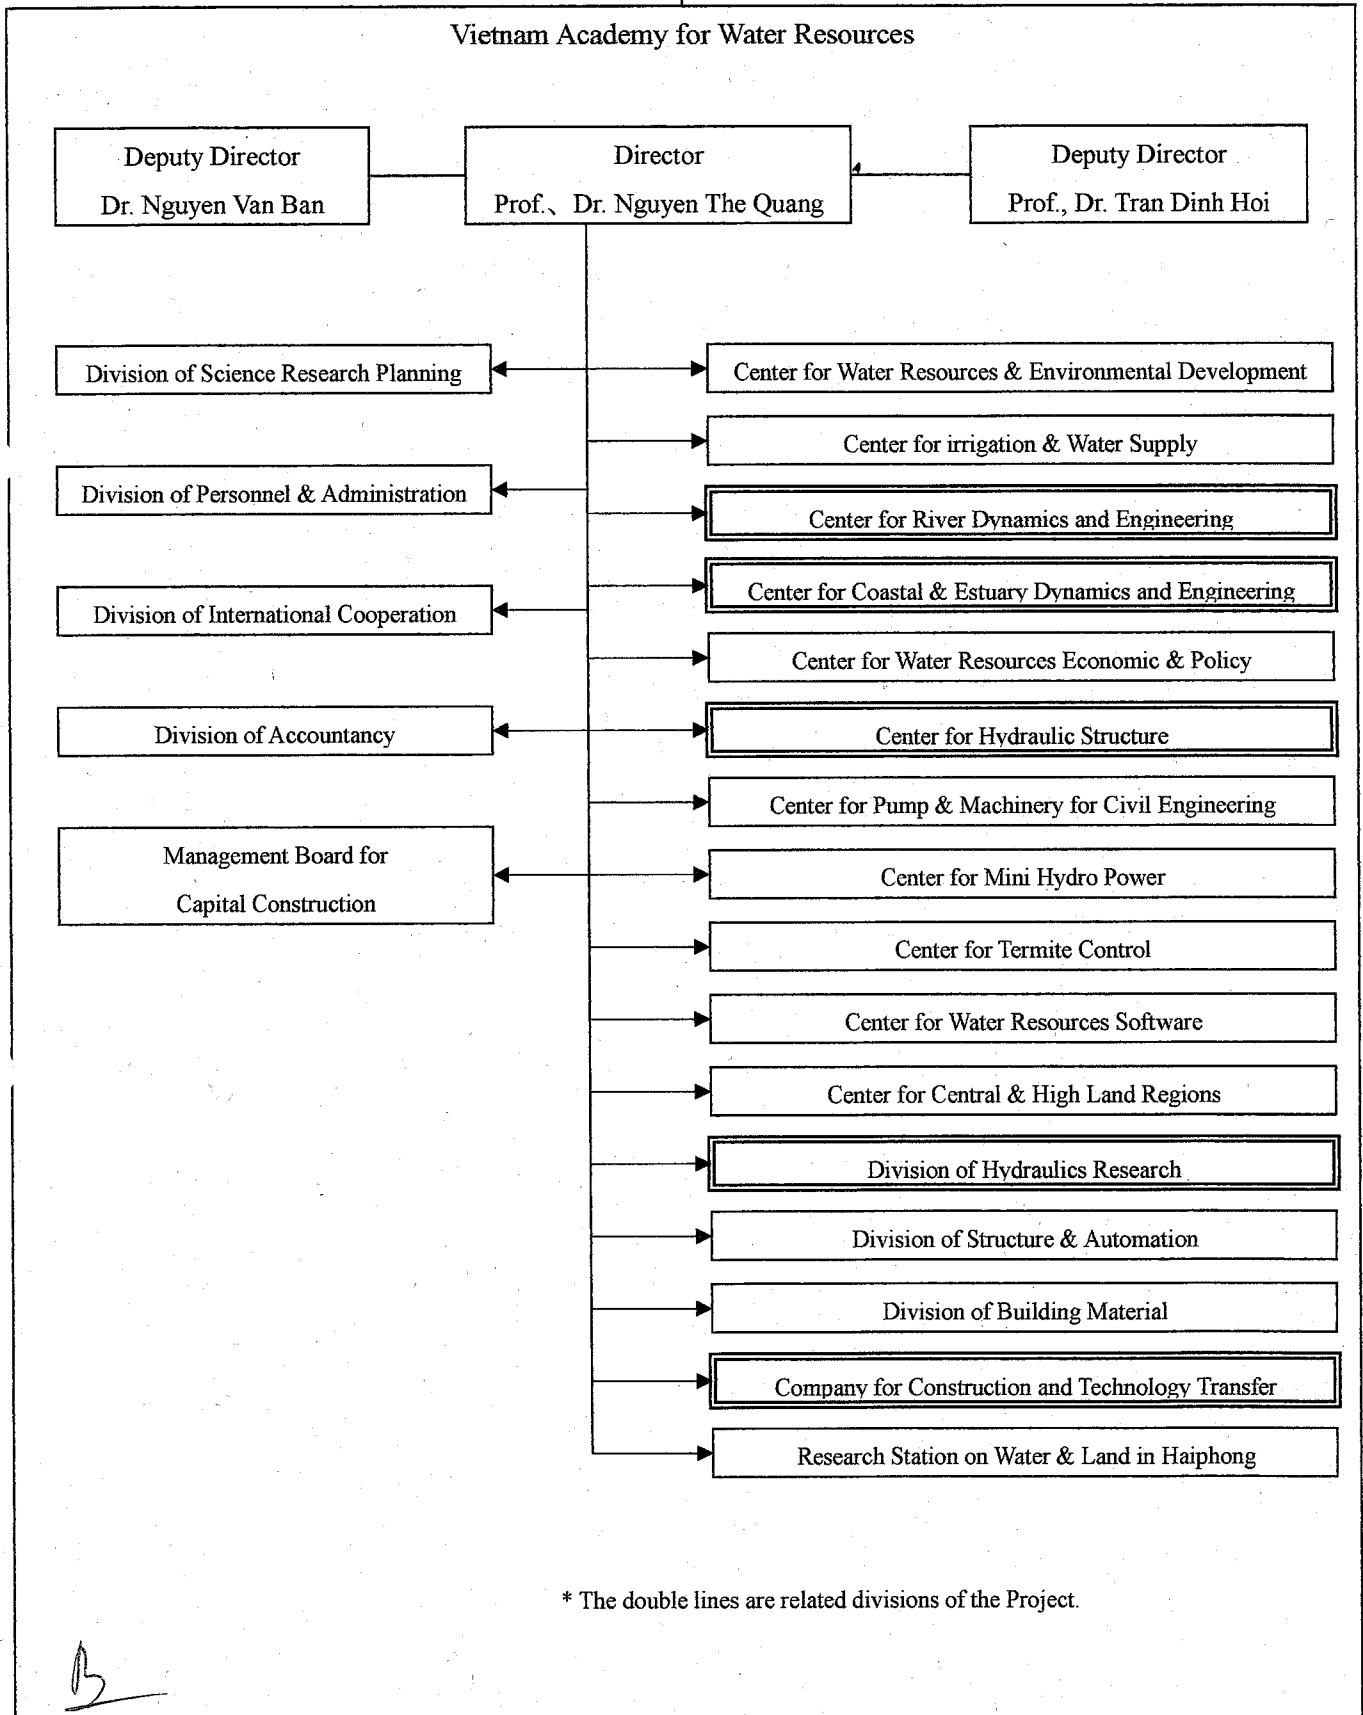 Vietnam Academy for Water Resources
Deputy Director
Dr. Nguyen Van Ban
Director
Prof.、Dr. Nguyen The Quang
Deputy Director
Prof., Dr. Tran Dinh Hoi
Division of Science Research Planning
Division of Personnel & Administration
Division of International Cooperation
Division of Accountancy
Management Board for
Capital Construction
Center for Water Resources & Environmental Development
Center for irrigation & Water Supply
Center for River Dynamics and Engineering
Center for Coastal & Estuary Dynamics and Engineering
Center for Water Resources Economic & Policy
Center for Hydraulic Structure
Center for Pump & Machinery for Civil Engineering
Center for Mini Hydro Power
Center for Termite Control
Center for Water Resources Software
Center for Central & High Land Regions
Division of Hydraulics Research
Division of Structure & Automation
Division of Building Material
Company for Construction and Technology Transfer
Research Station on Water & Land in Haiphong
* The double lines are related divisions of the Project.